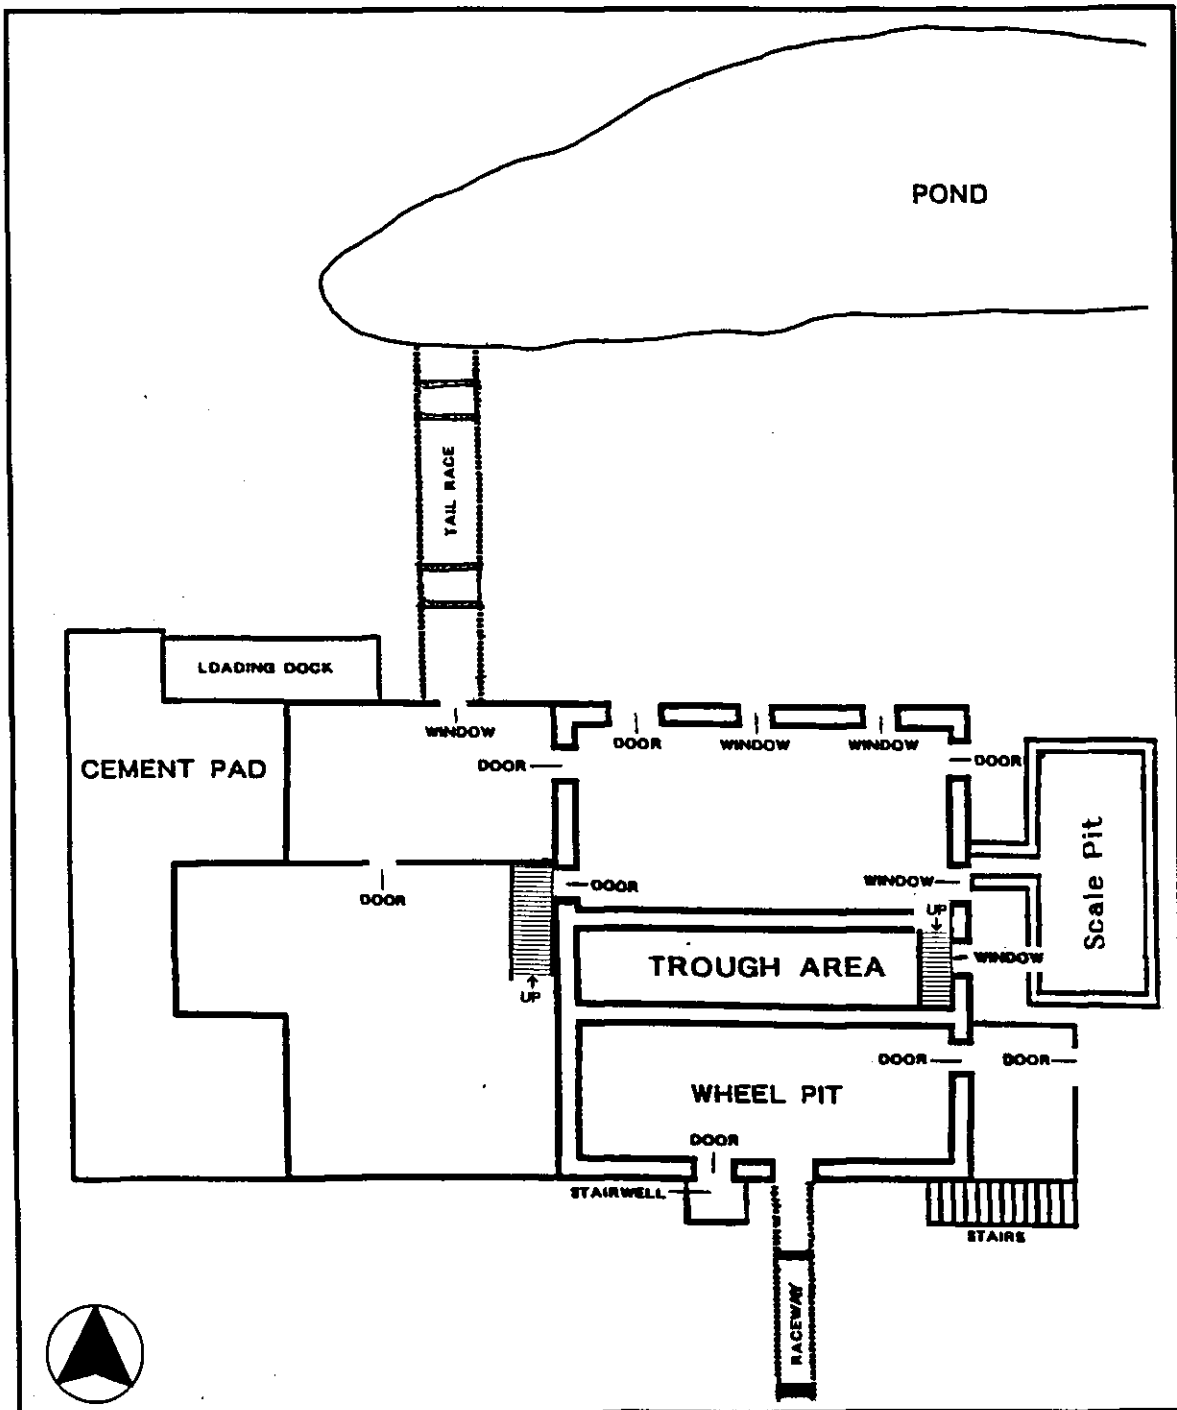 POND
TAIL RACE
LOADING DOCK
WINDOW
DOOR
WINDOW
WINDOW
DOOR
DOOR
CEMENT PAD
Scale Pit
DOOR
DOOR
WINDOW
UP
WINDOW
TROUGH AREA
UP
DOOR
DOOR
WHEEL PIT
DOOR
STAIRWELL
STAIRS
RACEWAY